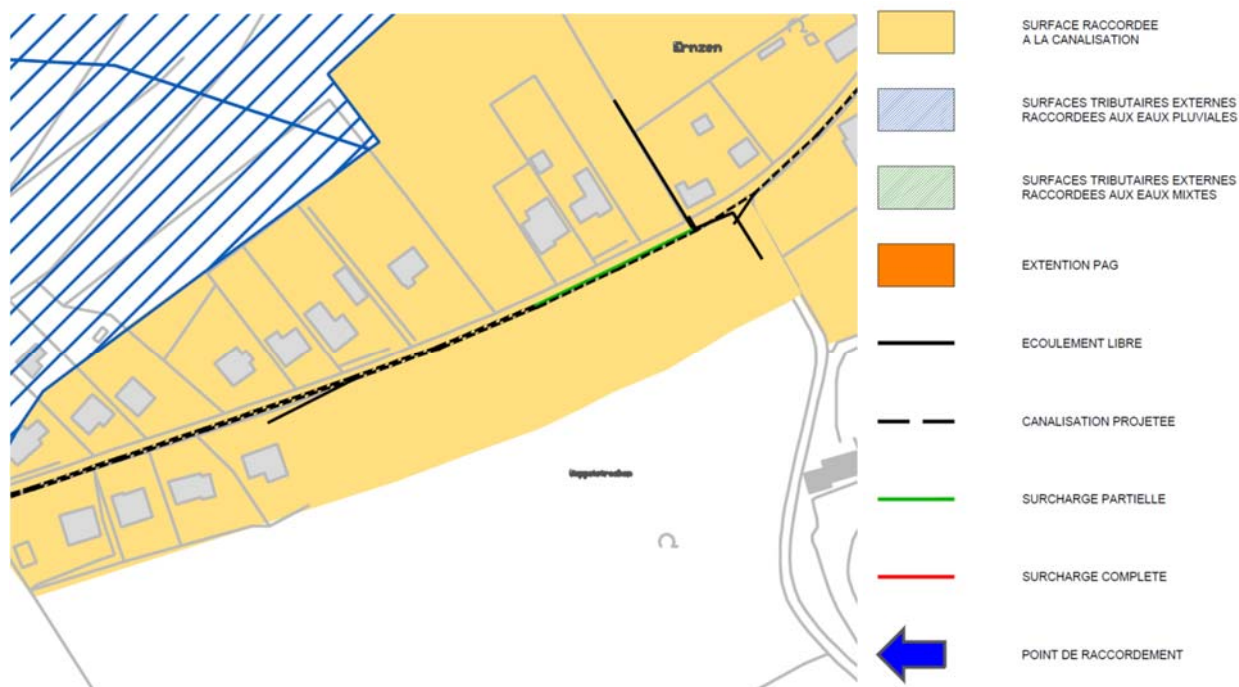 Ernzen
SURFACE RACCORDEE
A LA CANALISATION
SURFACES TRIBUTAIRES EXTERNES
RACCORDEES AUX EAUX PLUVIALES
SURFACES TRIBUTAIRES EXTERNES
RACCORDEES AUX EAUX MIXTES
EXTENTION PAG
ECOULEMENT LIBRE
CANALISATION PROJETEE
SURCHARGE PARTIELLE
SURCHARGE COMPLETE
POINT DE RACCORDEMENT